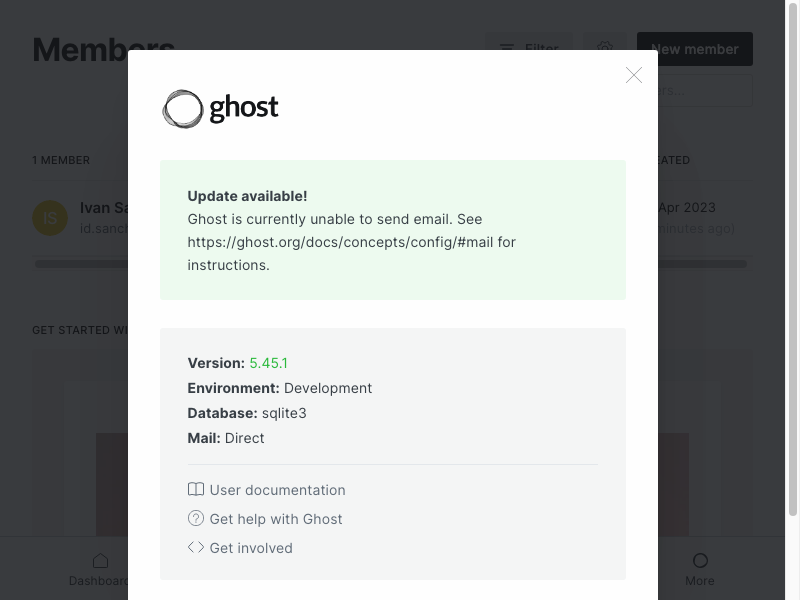 Members
Filter
New member
ers...
1 MEMBER
EATED
IS
Ivan Sa
id.sanch
Apr 2023
minutes ago)
GET STARTED WI
ghost
Update available!
Ghost is currently unable to send email. See
https://ghost.org/docs/concepts/config/#mail for
instructions.
Version: 5.45.1
Environment: Development
Database: sqlite3
Mail: Direct
User documentation
Get help with Ghost
Get involved
Dashboard
More